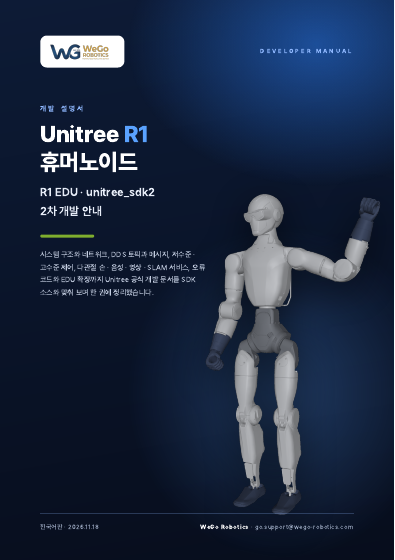 WG WeGo
ROBOTICS
DEVELOPER MANUAL
개발 설명서
Unitree R1
휴머노이드
R1 EDU · unitree_sdk2
2차 개발 안내
시스템 구조와 네트워크, DDS 토픽과 메시지, 저수준·
고수준 제어, 다관절 손·음성·영상·SLAM 서비스, 오류
코드와 EDU 확장까지 Unitree 공식 개발 문서를 SDK
소스와 맞춰 보며 한 권에 정리했습니다.
한국어판 · 2026.11.18
WeGo Robotics · go.support@wego-robotics.com